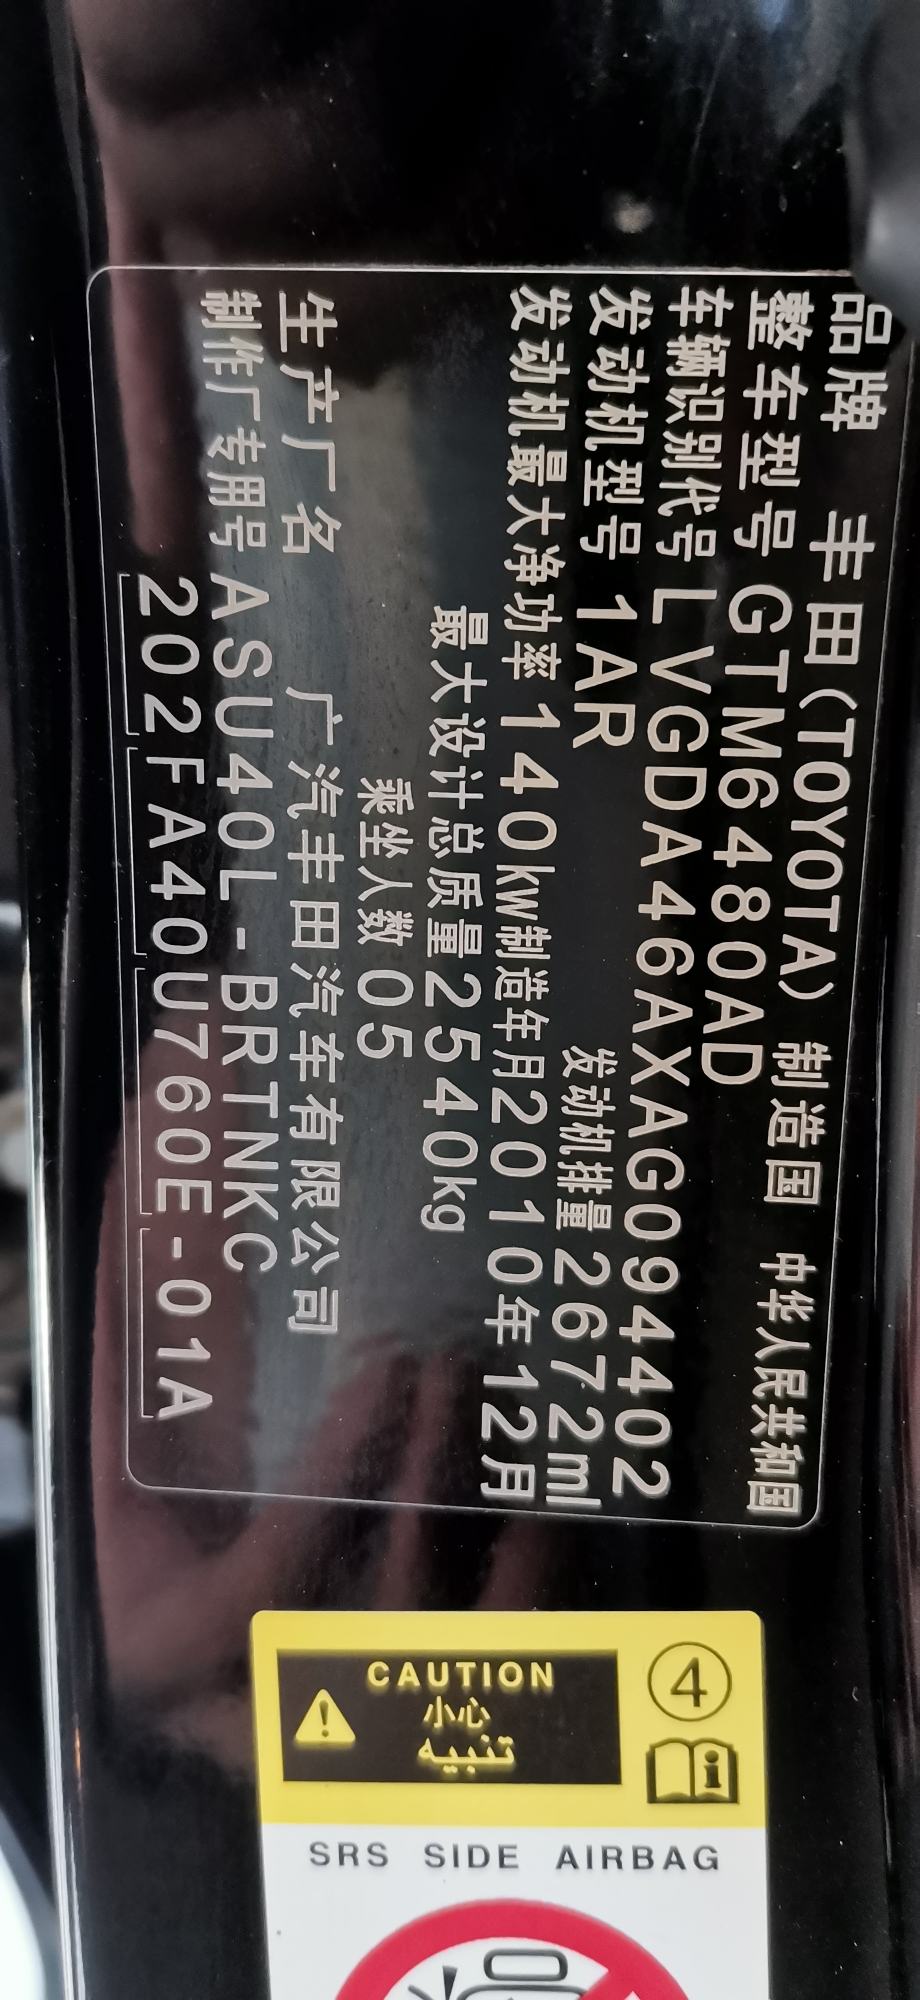 品牌 丰田(TOYOTA) 制造国 中华人民共和国
整车型号 GTM6480AD
车辆识别代号 LVGDA46AXAG094402
发动机型号 1AR 发动机排量 2672ml
发动机最大净功率 140kw 制造年月 2010年12月
最大设计总质量 2540kg
乘坐人数 05
生产厂名 广汽丰田汽车有限公司
制作厂专用号 ASU40L-BRTNKC
202FA40U760E-01A
CAUTION
小心
تنبيه
4
i
SRS SIDE AIRBAG